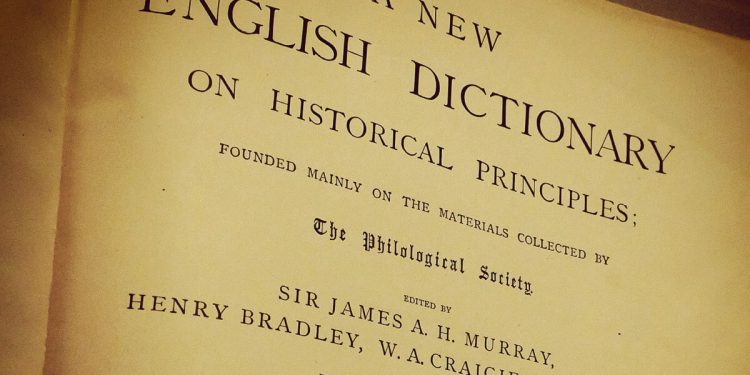 A NEW
ENGLISH DICTIONARY
ON HISTORICAL PRINCIPLES;
FOUNDED MAINLY ON THE MATERIALS COLLECTED BY
The Philological Society.
EDITED BY
SIR JAMES A. H. MURRAY,
HENRY BRADLEY, W. A. CRAIGIE